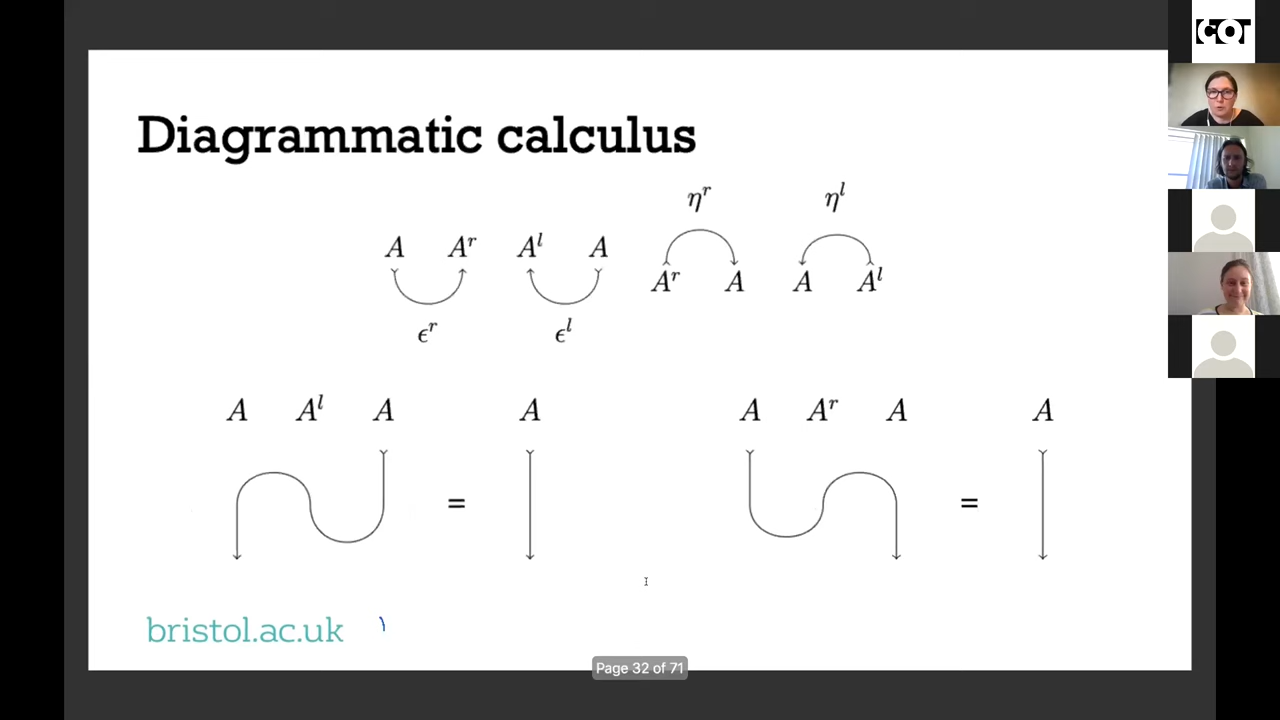 Diagrammatic calculus
η^r η^l
A A^r A^l A
A^r A A A^l
ϵ^r ϵ^l
A A^l A A A A^r A A
= =
bristol.ac.uk
Page 32 of 71